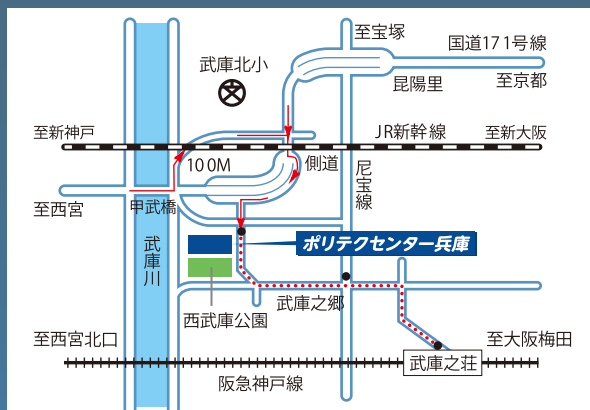 至宝塚
国道171号線
武庫北小
昆陽里
至京都
至新神戸
JR新幹線
至新大阪
100M
側道
尼宝線
至西宮
甲武橋
武庫川
ポリテクセンター兵庫
武庫之郷
西武庫公園
至西宮北口
至大阪梅田
武庫之荘
阪急神戸線